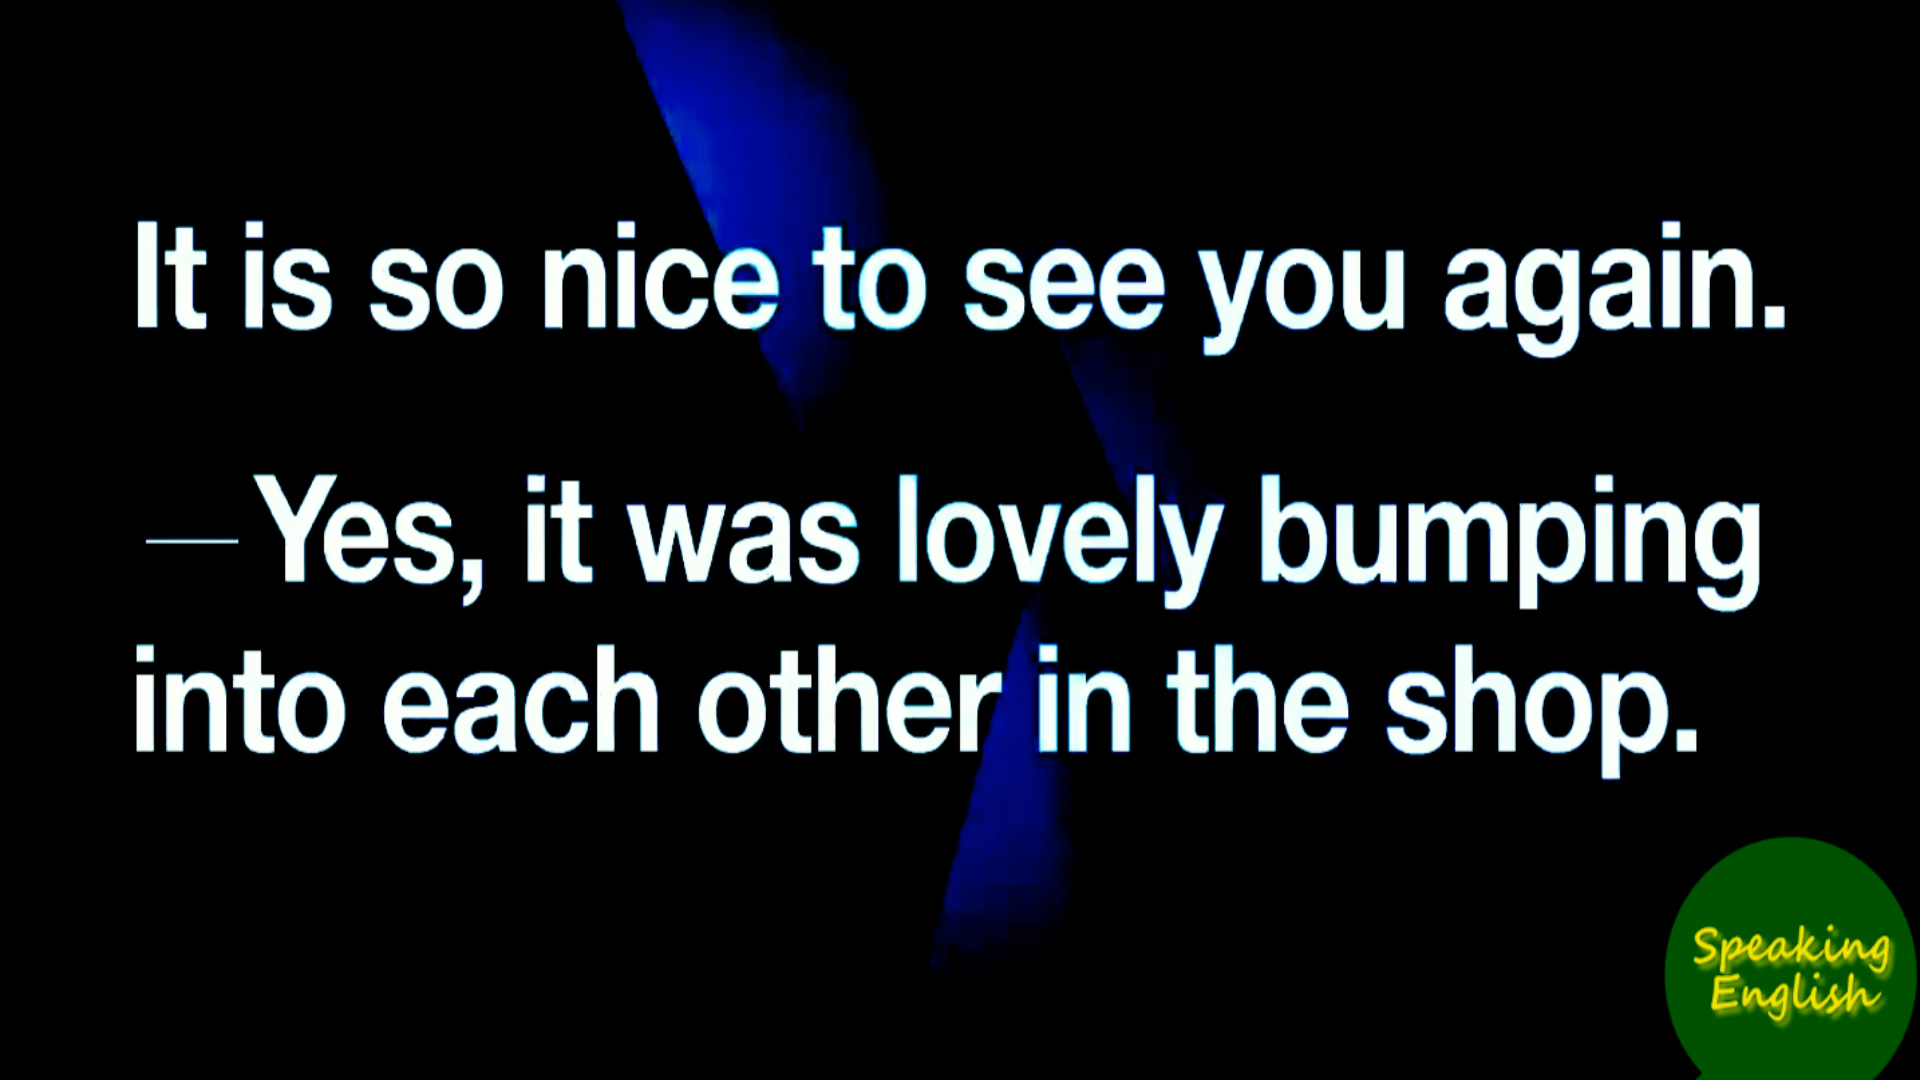 It is so nice to see you again.
—Yes, it was lovely bumping
into each other in the shop.
Speaking
English